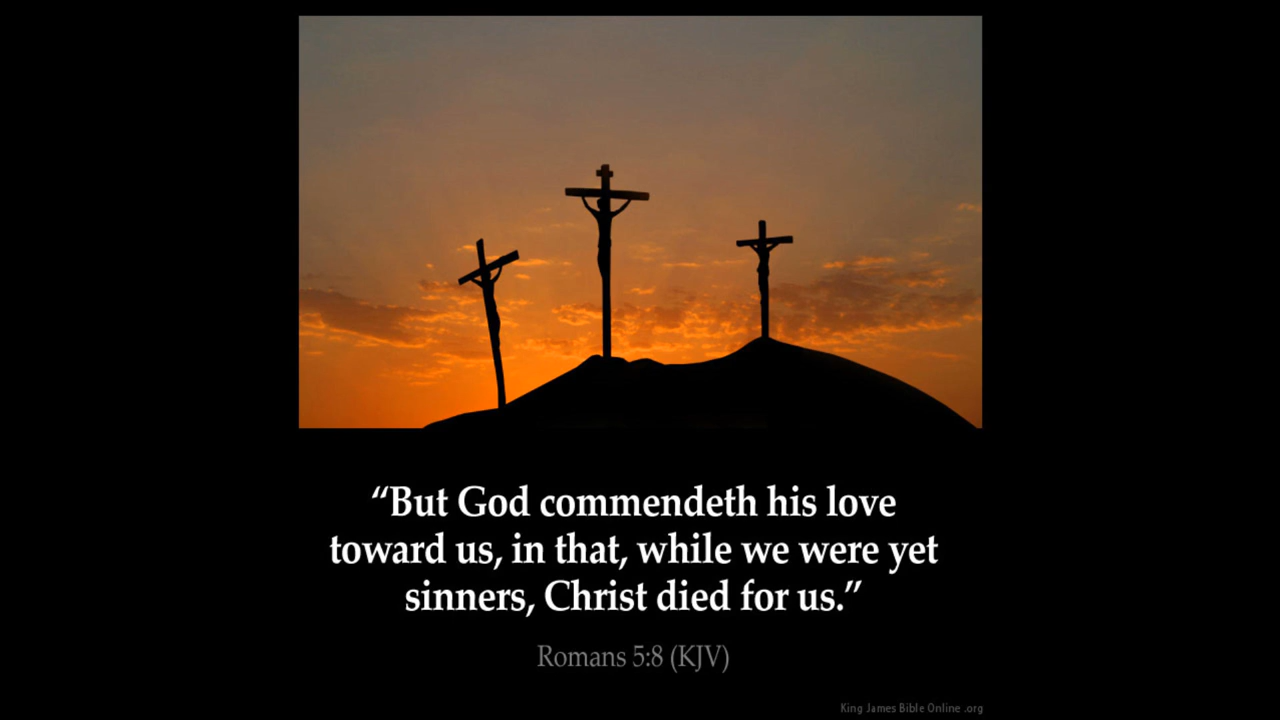 “But God commendeth his love
toward us, in that, while we were yet
sinners, Christ died for us.”
Romans 5:8 (KJV)
King James Bible Online .org